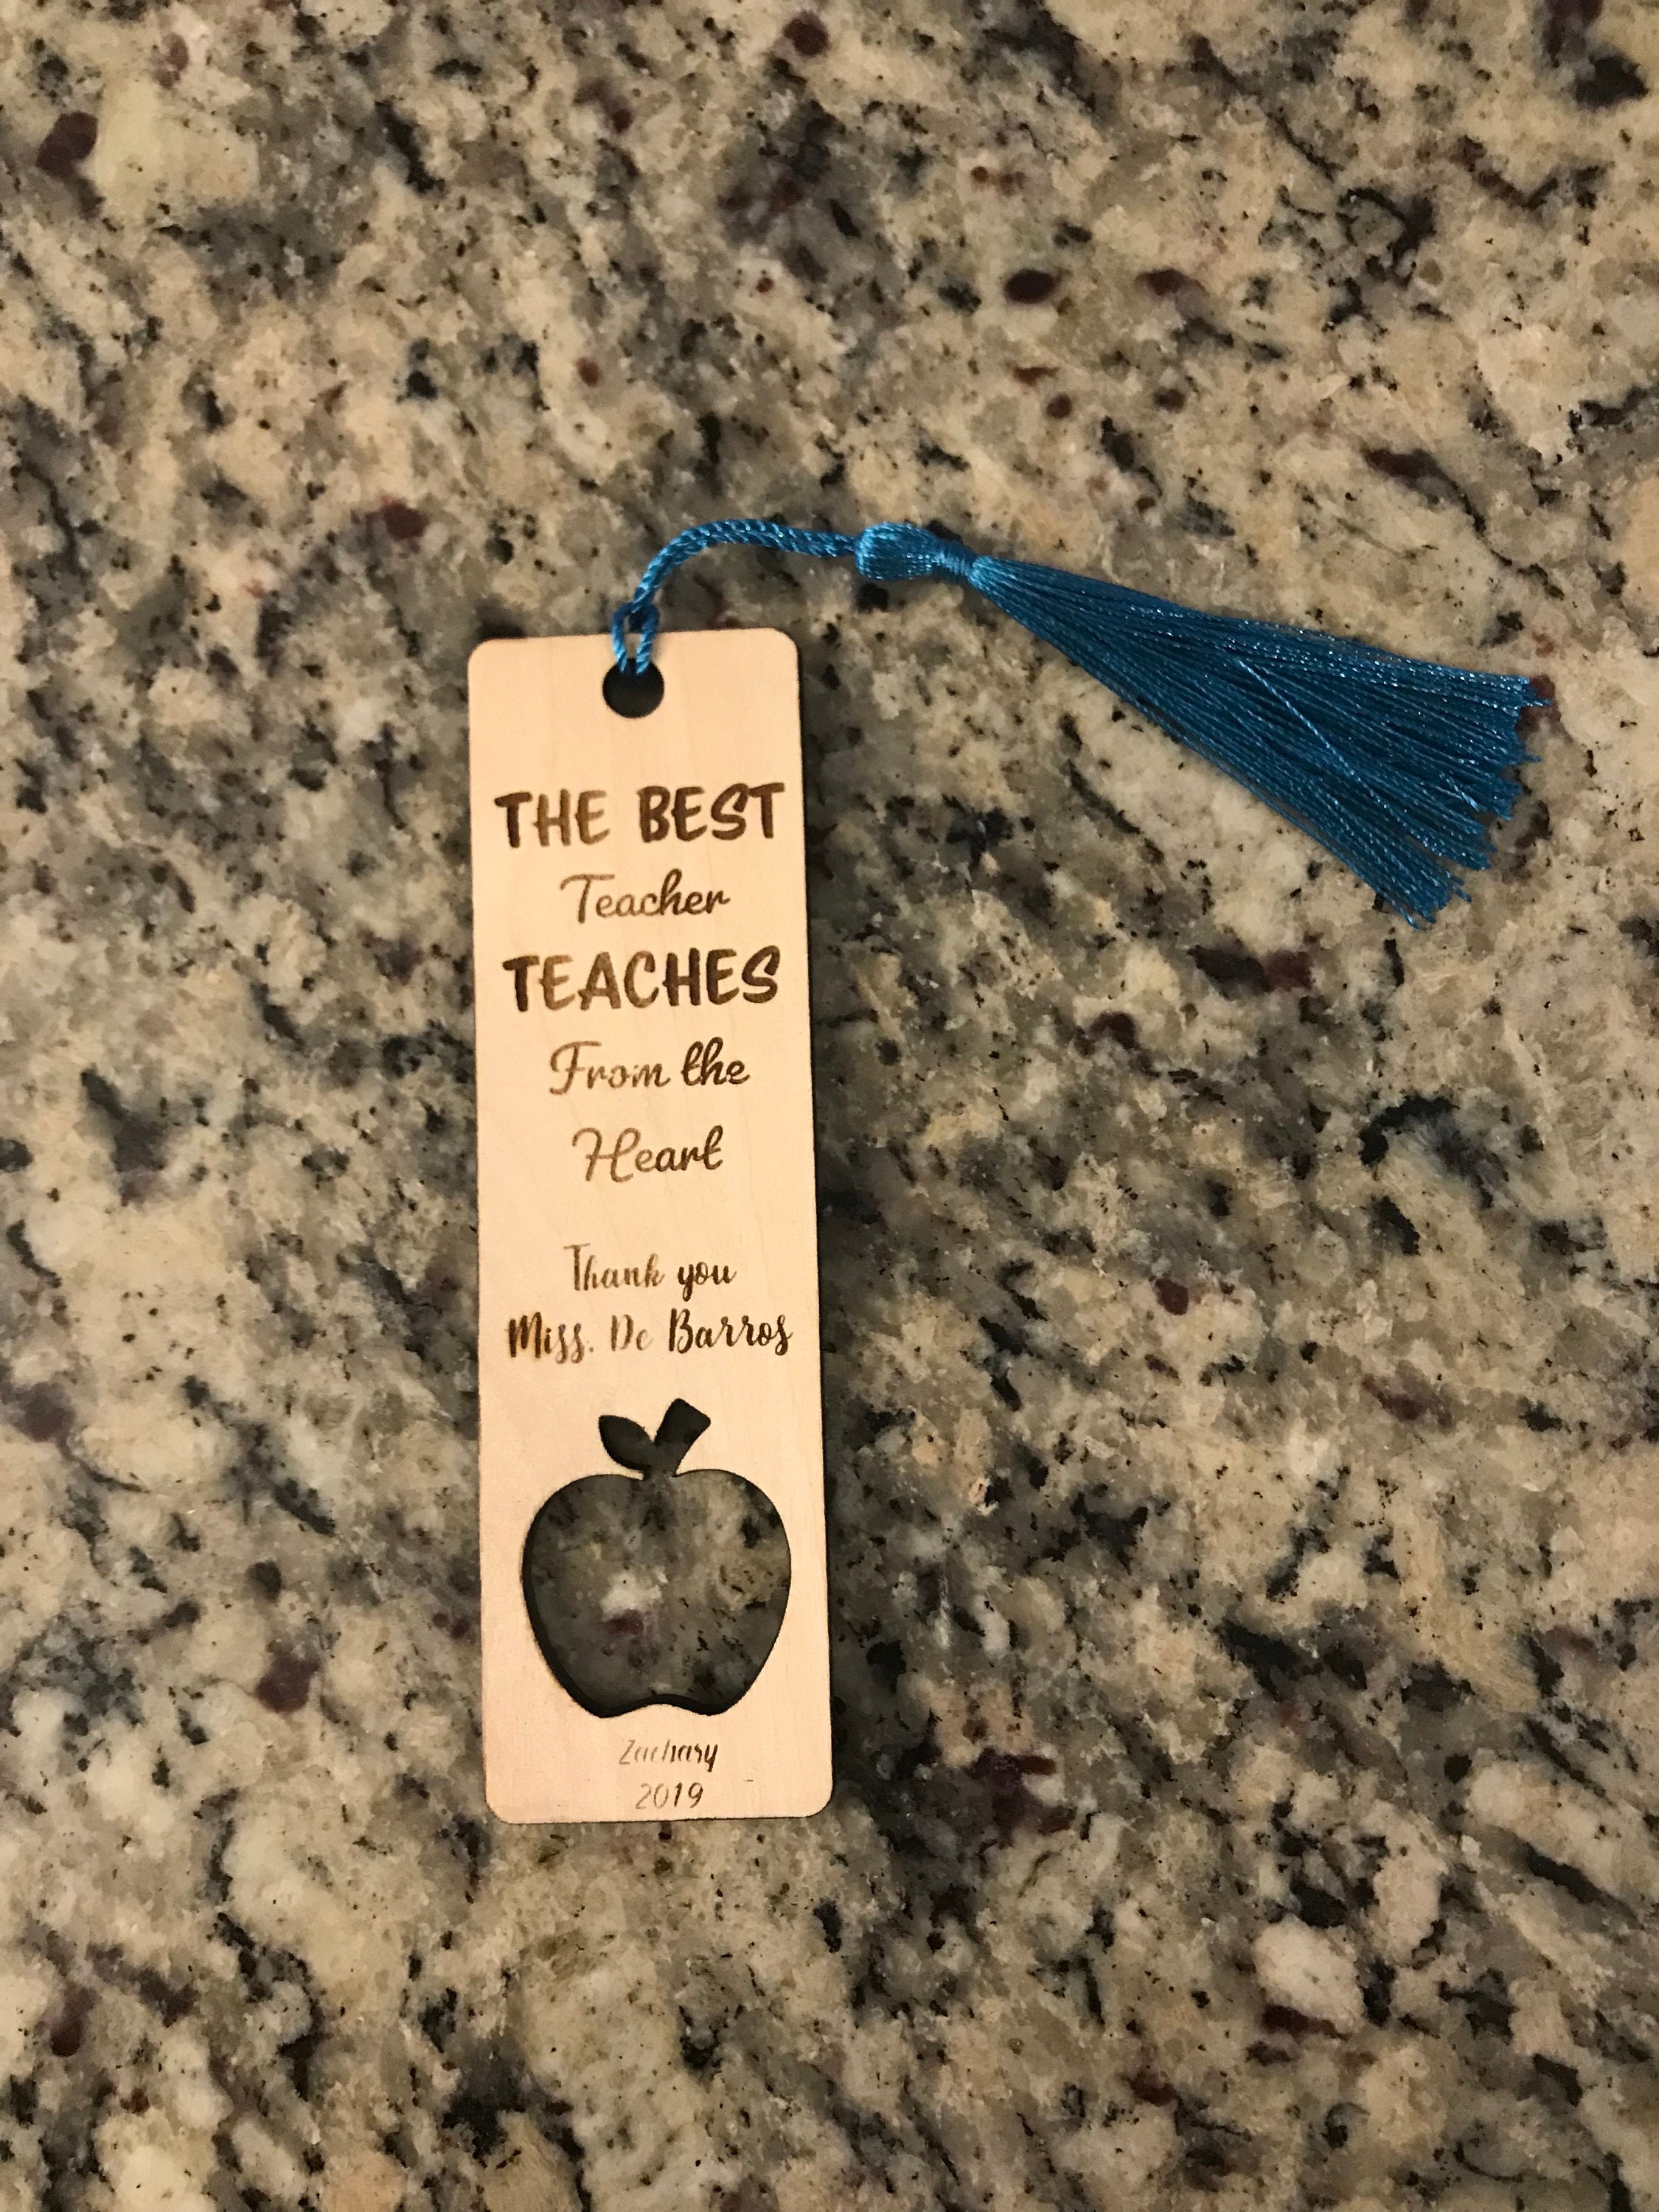 THE BEST
Teacher
TEACHES
From the
Heart
Thank you
Miss. De Barros
Zachary
2019